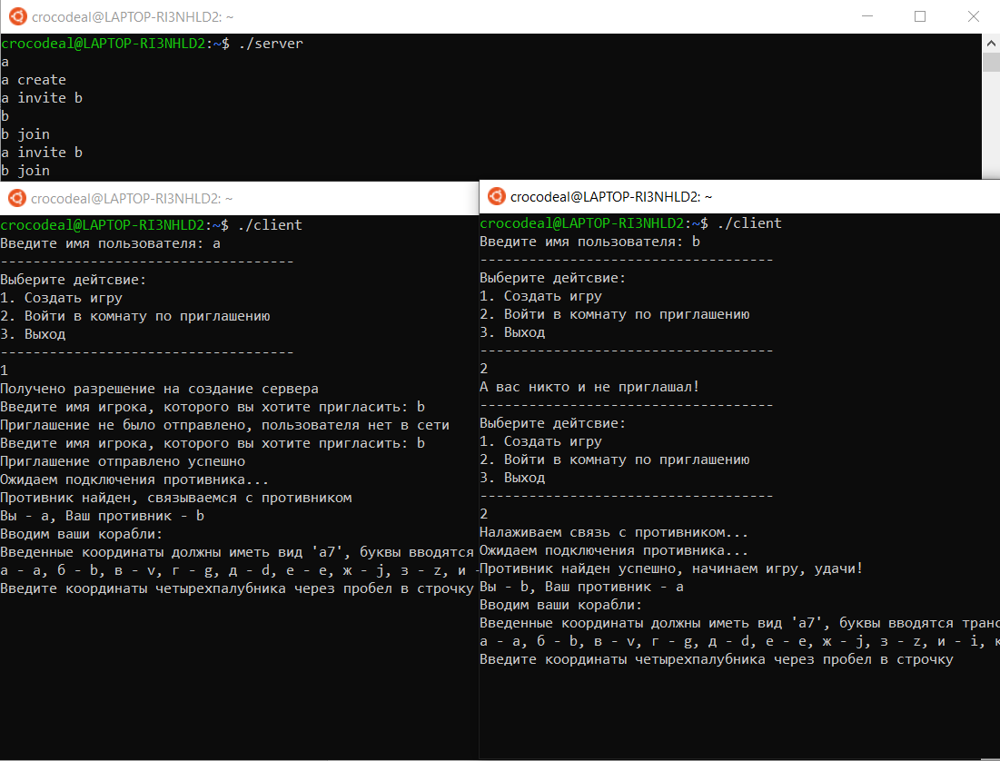 crocodeal@LAPTOP-RI3NHLD2: ~
crocodeal@LAPTOP-RI3NHLD2:~$ ./server
a
a create
a invite b
b
b join
a invite b
b join
crocodeal@LAPTOP-RI3NHLD2: ~
crocodeal@LAPTOP-RI3NHLD2:~$ ./client
Введите имя пользователя: a
------------------------------------
Выберите дейтсвие:
1. Создать игру
2. Войти в комнату по приглашению
3. Выход
------------------------------------
1
Получено разрешение на создание сервера
Введите имя игрока, которого вы хотите пригласить: b
Приглашение не было отправлено, пользователя нет в сети
Введите имя игрока, которого вы хотите пригласить: b
Приглашение отправлено успешно
Ожидаем подключения противника...
Противник найден, связываемся с противником
Вы - a, Ваш противник - b
Вводим ваши корабли:
Введенные координаты должны иметь вид 'a7', буквы вводятся
а - a, б - b, в - v, г - g, д - d, е - e, ж - j, з - z, и -
Введите координаты четырехпалубника через пробел в строчку
crocodeal@LAPTOP-RI3NHLD2: ~
crocodeal@LAPTOP-RI3NHLD2:~$ ./client
Введите имя пользователя: b
------------------------------------
Выберите дейтсвие:
1. Создать игру
2. Войти в комнату по приглашению
3. Выход
------------------------------------
2
А вас никто и не приглашал!
------------------------------------
Выберите дейтсвие:
1. Создать игру
2. Войти в комнату по приглашению
3. Выход
------------------------------------
2
Налаживаем связь с противником...
Ожидаем подключения противника...
Противник найден успешно, начинаем игру, удачи!
Вы - b, Ваш противник - a
Вводим ваши корабли:
Введенные координаты должны иметь вид 'a7', буквы вводятся
а - a, б - b, в - v, г - g, д - d, е - e, ж - j, з - z, и - i,
Введите координаты четырехпалубника через пробел в строчку